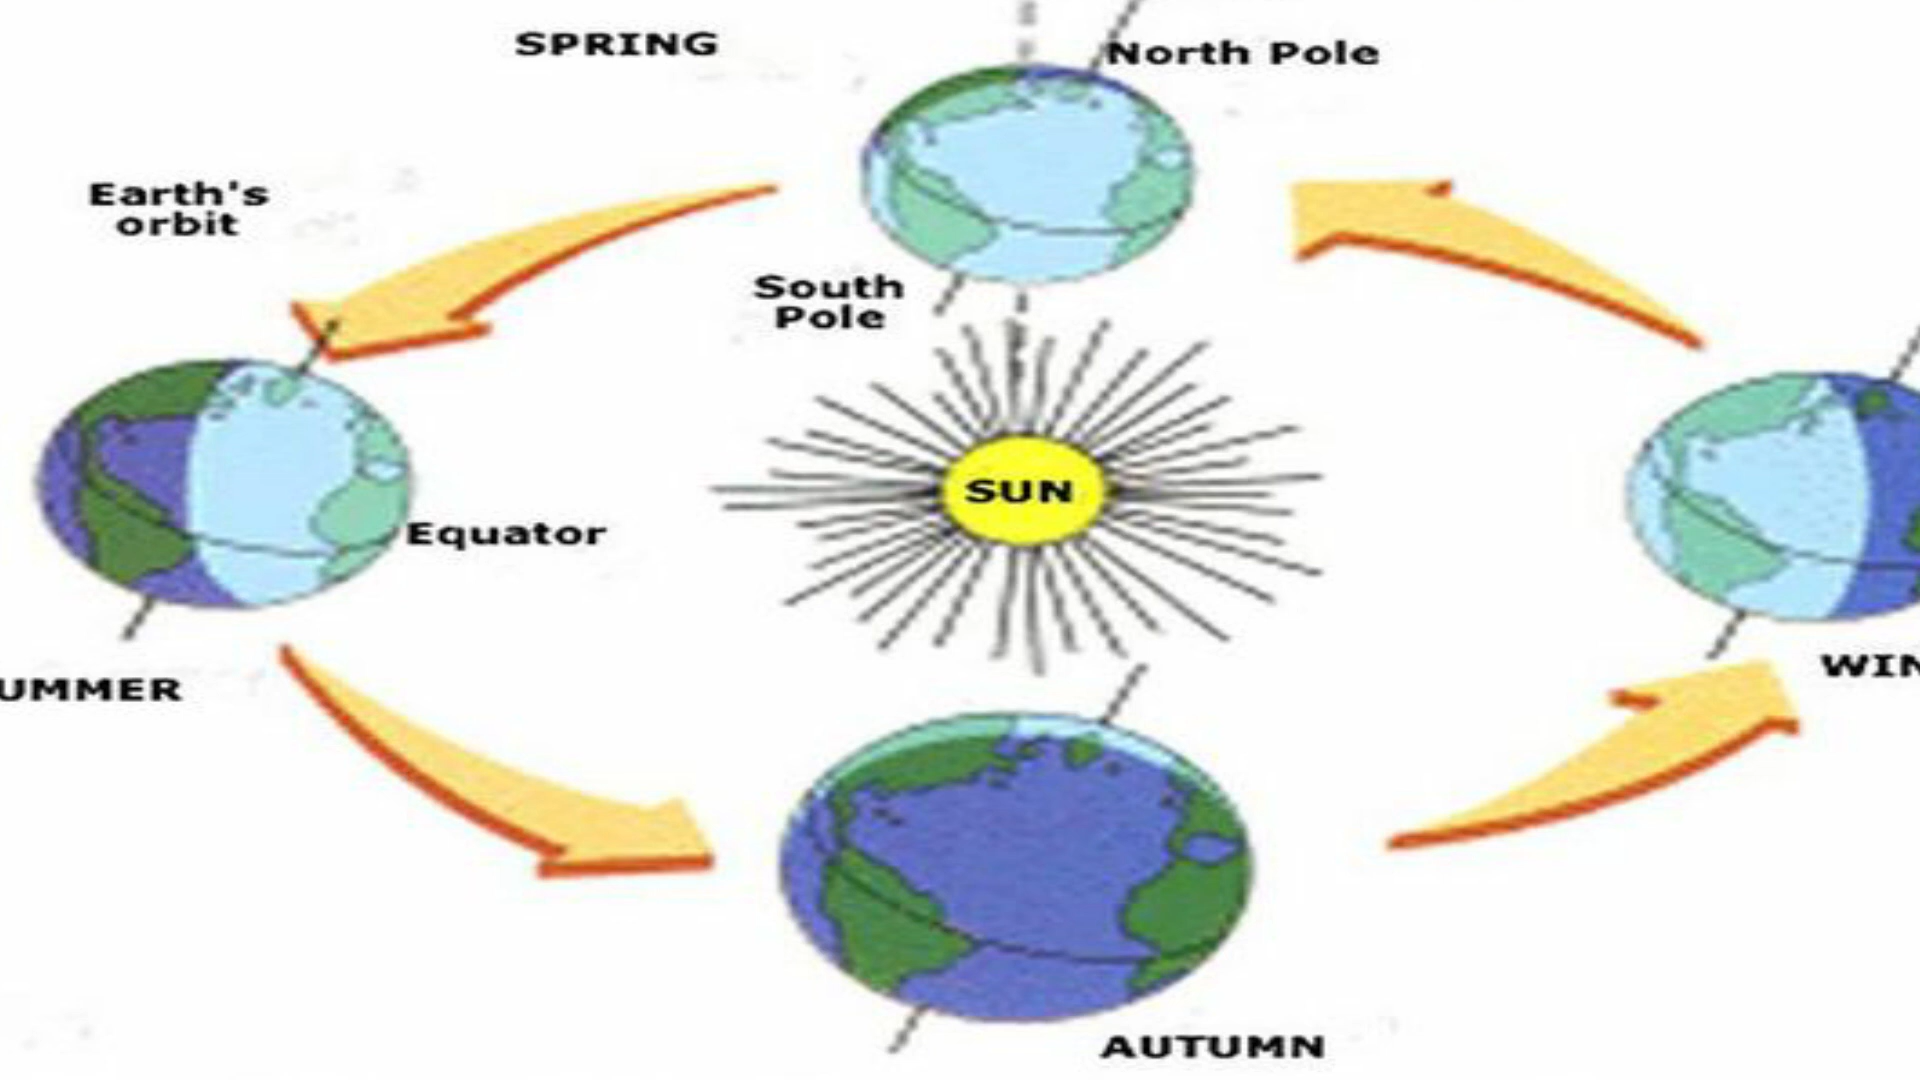 SPRING
North Pole
Earth's
orbit
South
Pole
SUN
Equator
UMMER
WIN
AUTUMN